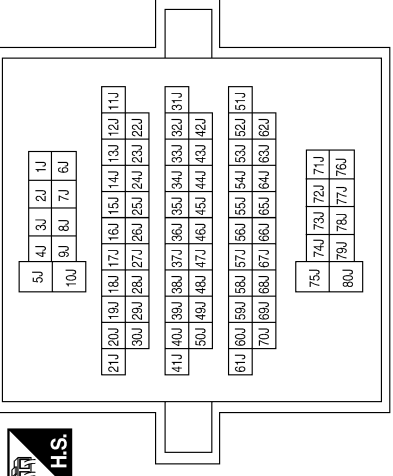 H.S.
5J 4J 3J 2J 1J
10J 9J 8J 7J 6J
21J 20J 19J 18J 17J 16J 15J 14J 13J 12J 11J
30J 29J 28J 27J 26J 25J 24J 23J 22J
41J 40J 39J 38J 37J 36J 35J 34J 33J 32J 31J
50J 49J 48J 47J 46J 45J 44J 43J 42J
61J 60J 59J 58J 57J 56J 55J 54J 53J 52J 51J
70J 69J 68J 67J 66J 65J 64J 63J 62J
75J 74J 73J 72J 71J
80J 79J 78J 77J 76J